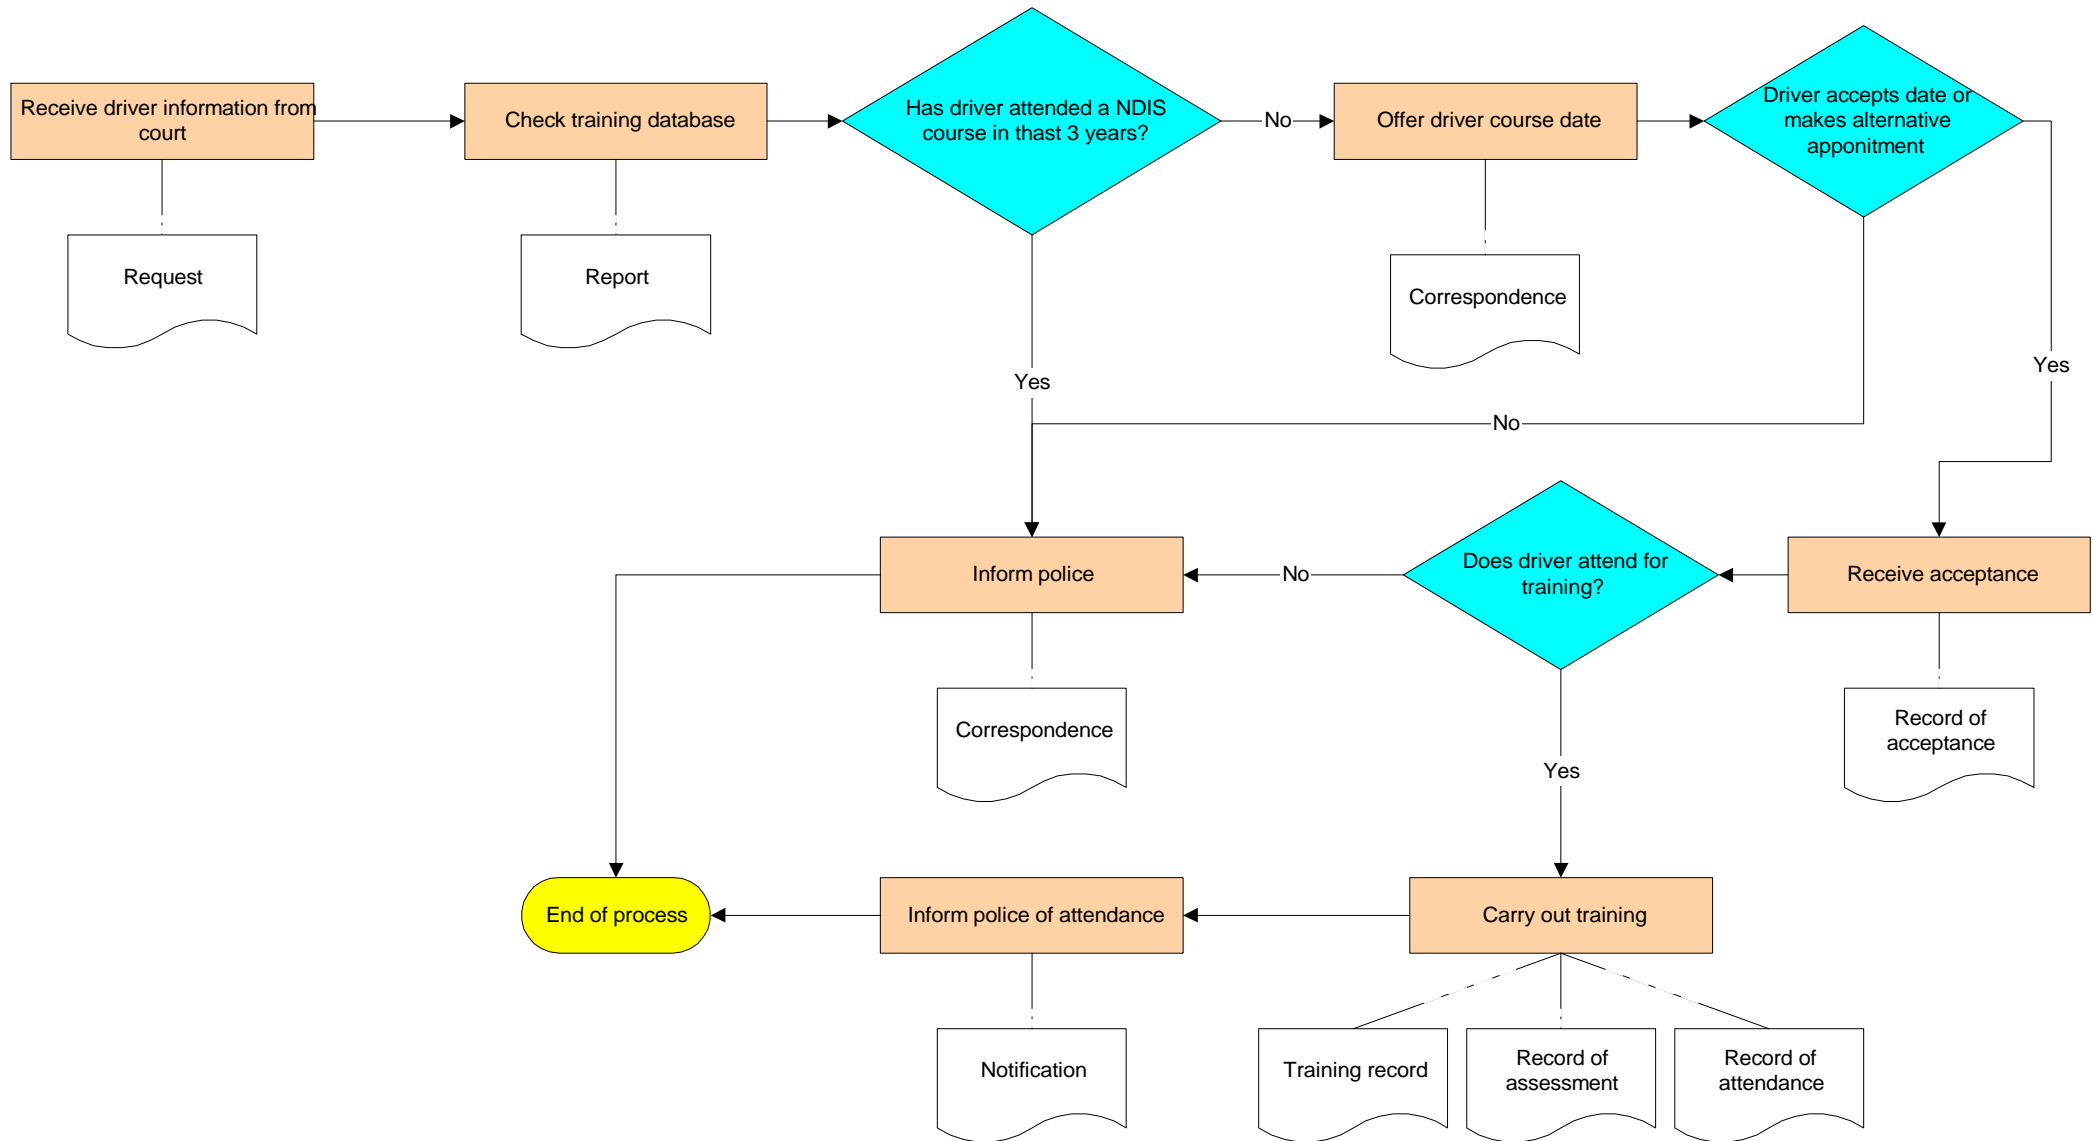 Receive driver information from
court
Check training database
Has driver attended a NDIS
course in thast 3 years?
No
Offer driver course date
Driver accepts date or
makes alternative
apponitment
Request
Report
Correspondence
Yes
Yes
No
Inform police
No
Does driver attend for
training?
Receive acceptance
Correspondence
Record of
acceptance
Yes
End of process
Inform police of attendance
Carry out training
Notification
Training record
Record of
assessment
Record of
attendance